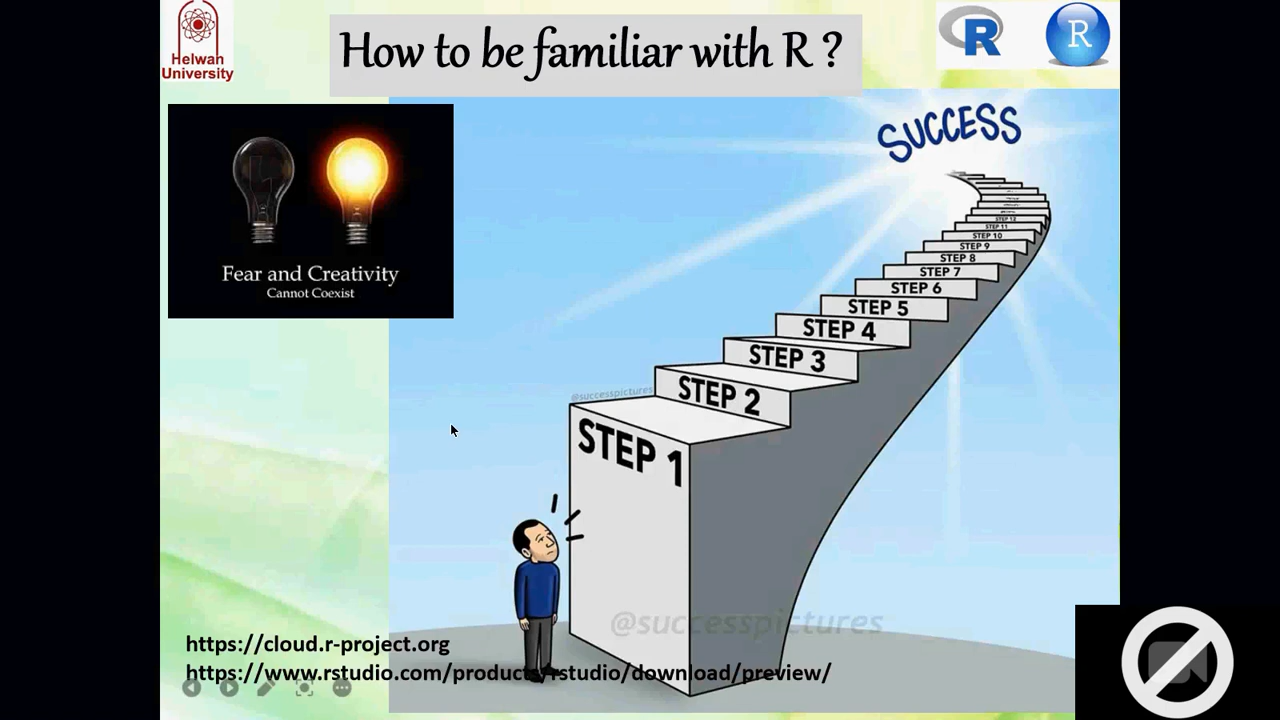 Helwan
University
How to be familiar with R ?
R
R
Fear and Creativity
Cannot Coexist
SUCCESS
STEP 12
STEP 11
STEP 10
STEP 9
STEP 8
STEP 7
STEP 6
STEP 5
STEP 4
STEP 3
STEP 2
@successpictures
STEP 1
@successpictures
https://cloud.r-project.org
https://www.rstudio.com/products/rstudio/download/preview/